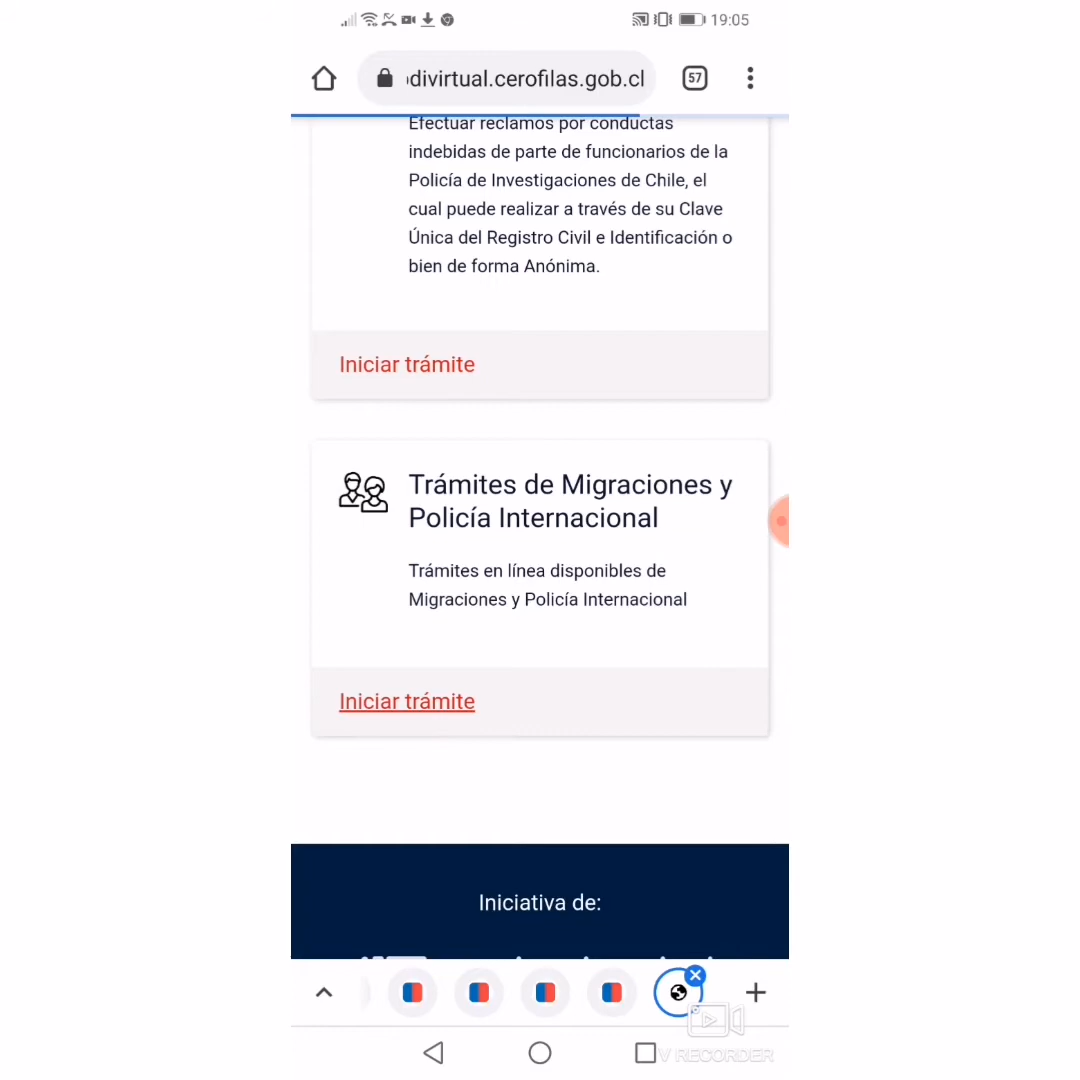 19:05
divirtual.cerofilas.gob.cl
57
Efectuar reclamos por conductas
indebidas de parte de funcionarios de la
Policía de Investigaciones de Chile, el
cual puede realizar a través de su Clave
Única del Registro Civil e Identificación o
bien de forma Anónima.
Iniciar trámite
Trámites de Migraciones y
Policía Internacional
Trámites en línea disponibles de
Migraciones y Policía Internacional
Iniciar trámite
Iniciativa de:
V RECORDER